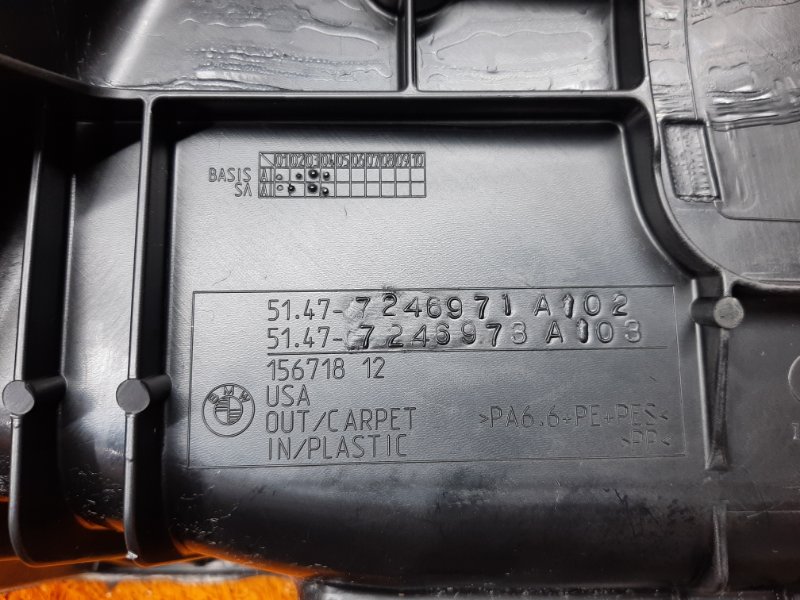 01 02 03 04 05 06 07 08 09 10
BASIS A
SA A
51.47-7246971 A102
51.47-7246973 A103
156718 12
BMW
USA
OUT/CARPET >PA6.6+PE+PES<
IN/PLASTIC >PP<